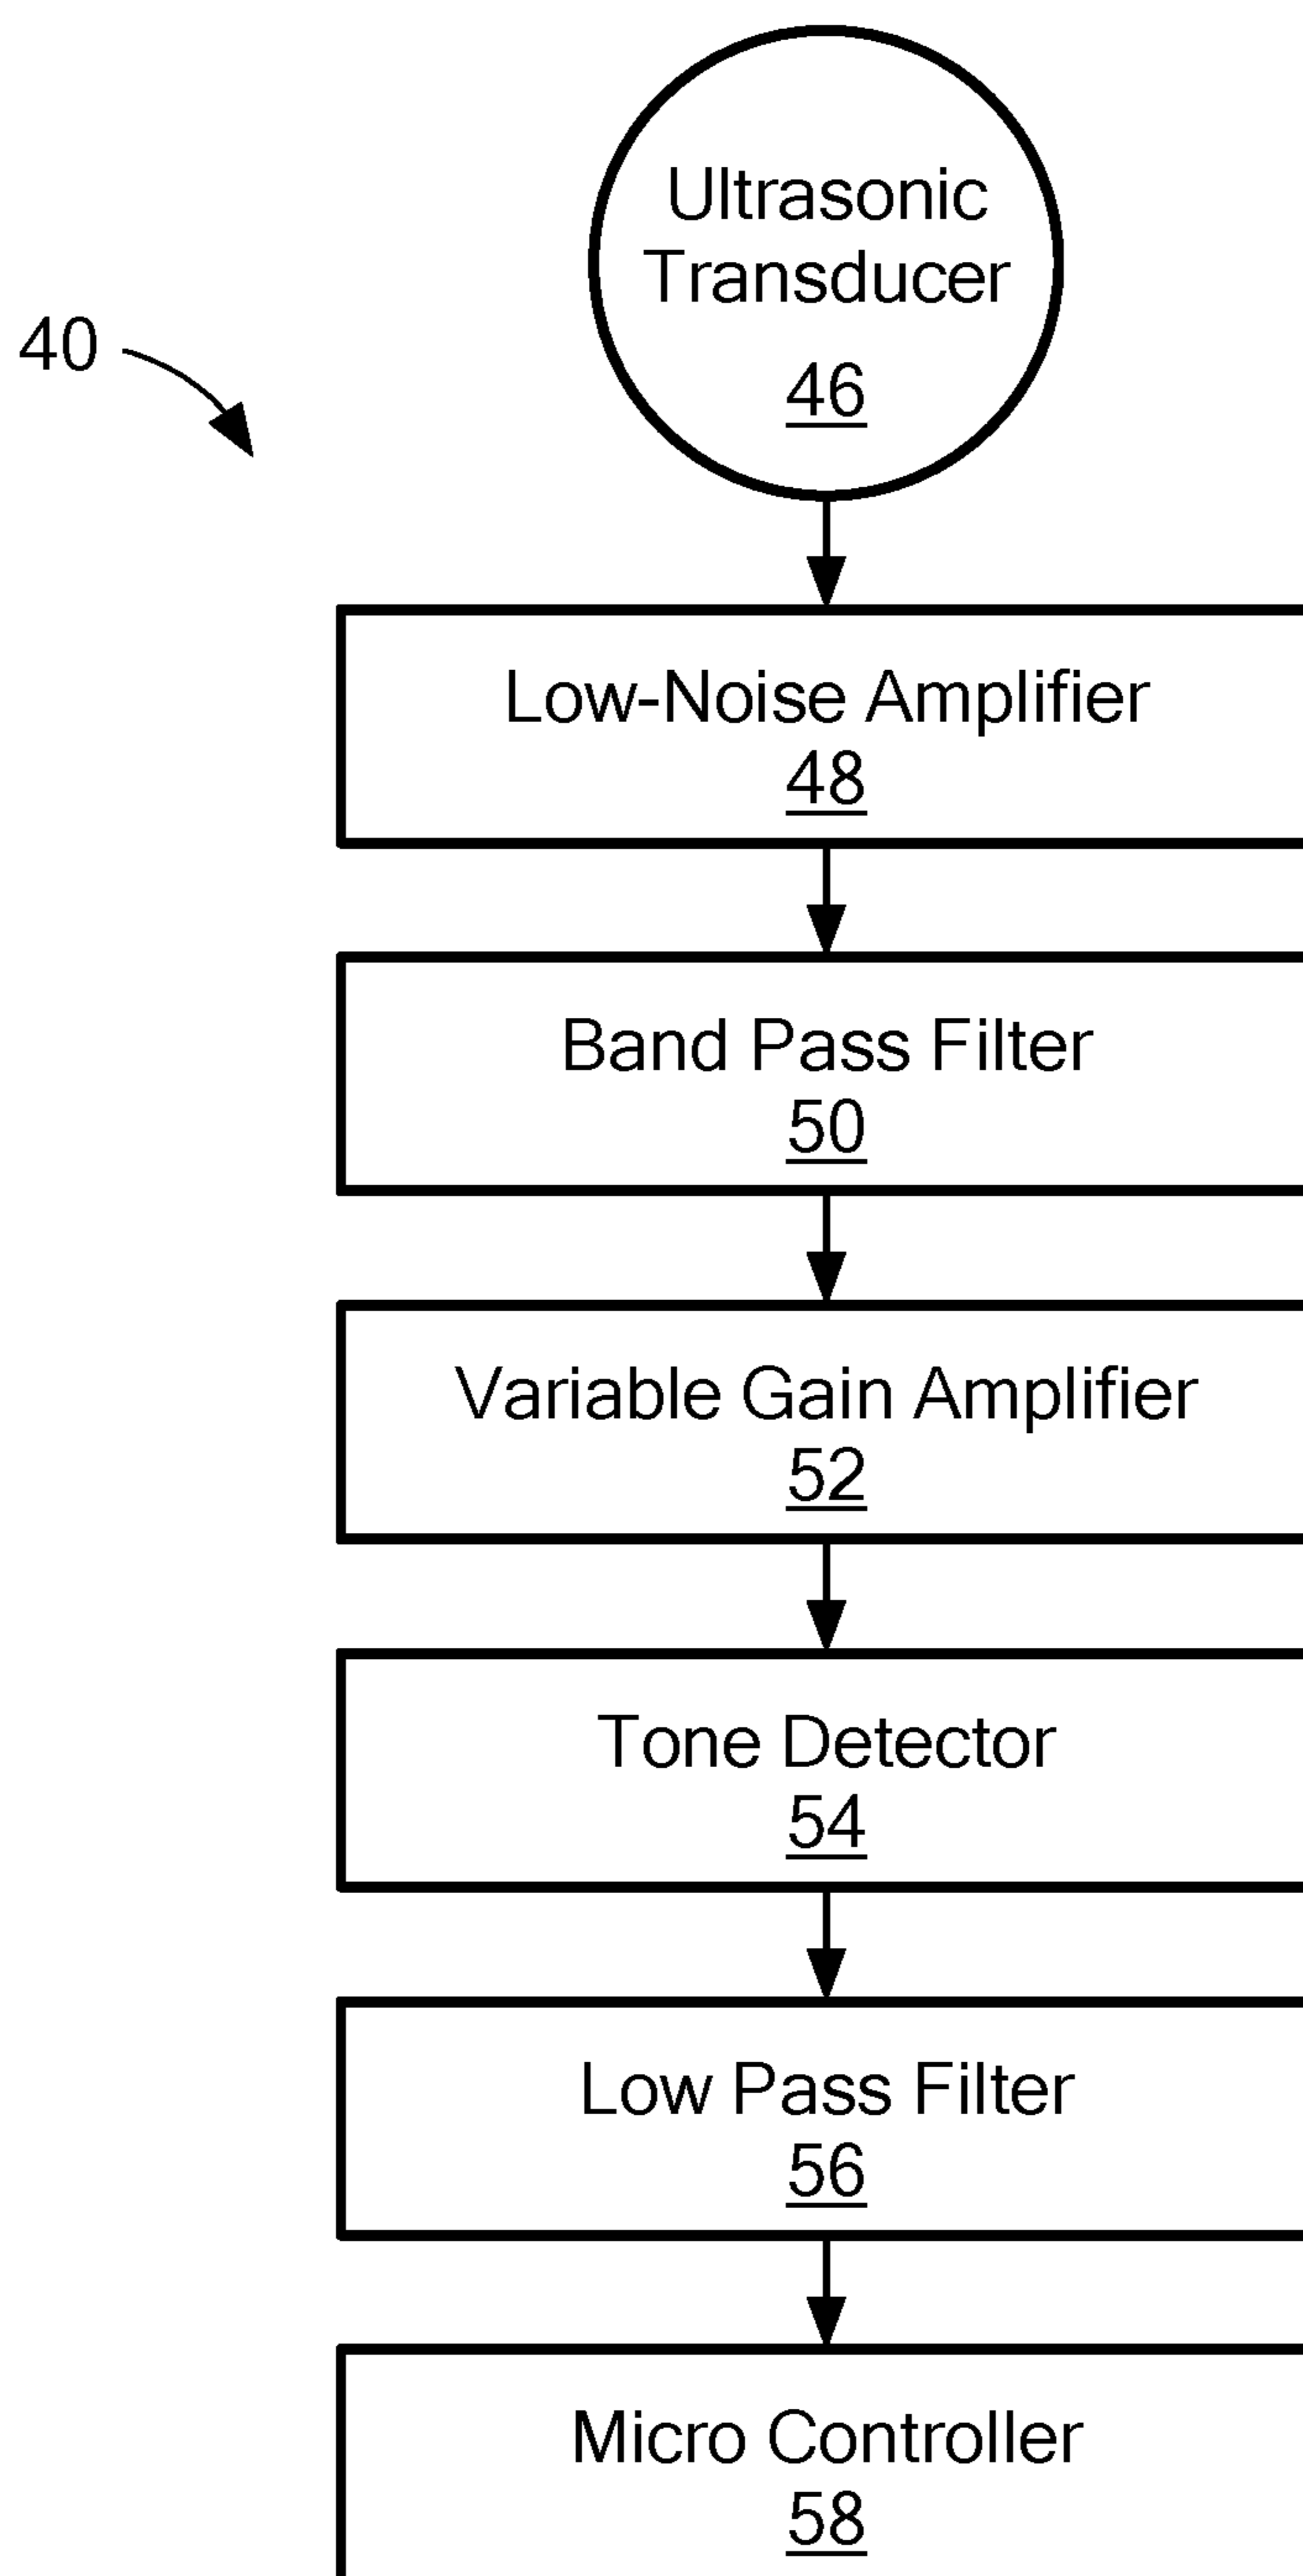 Ultrasonic
Transducer
46
40
Low-Noise Amplifier
48
Band Pass Filter
50
Variable Gain Amplifier
52
Tone Detector
54
Low Pass Filter
56
Micro Controller
58